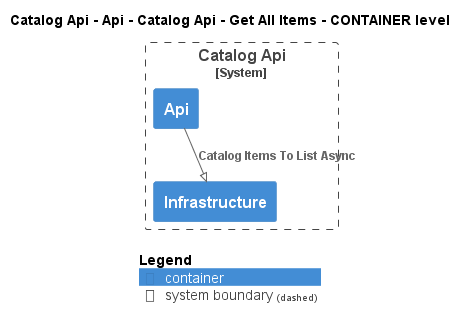 Catalog Api - Api - Catalog Api - Get All Items - CONTAINER level
Catalog Api
[System]
Api
Catalog Items To List Async
Infrastructure
Legend
container
system boundary (dashed)